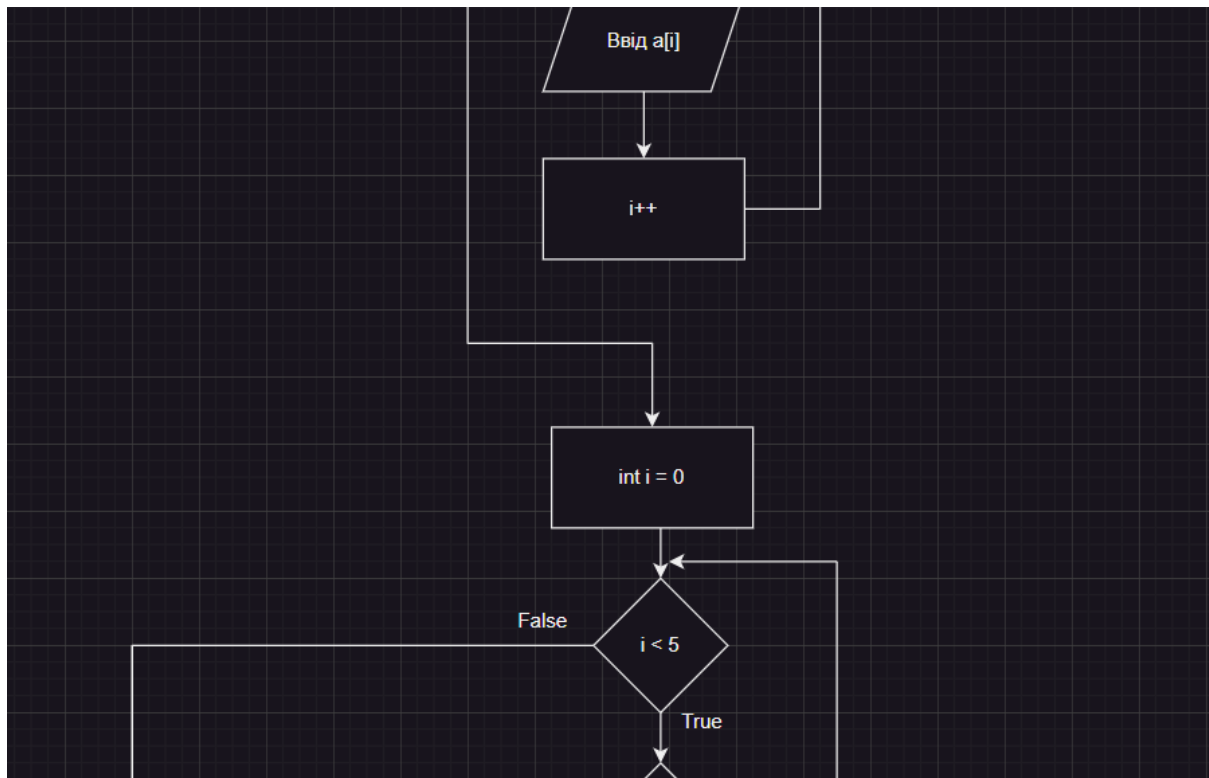 Ввід a[i]
i++
int i = 0
False
i < 5
True